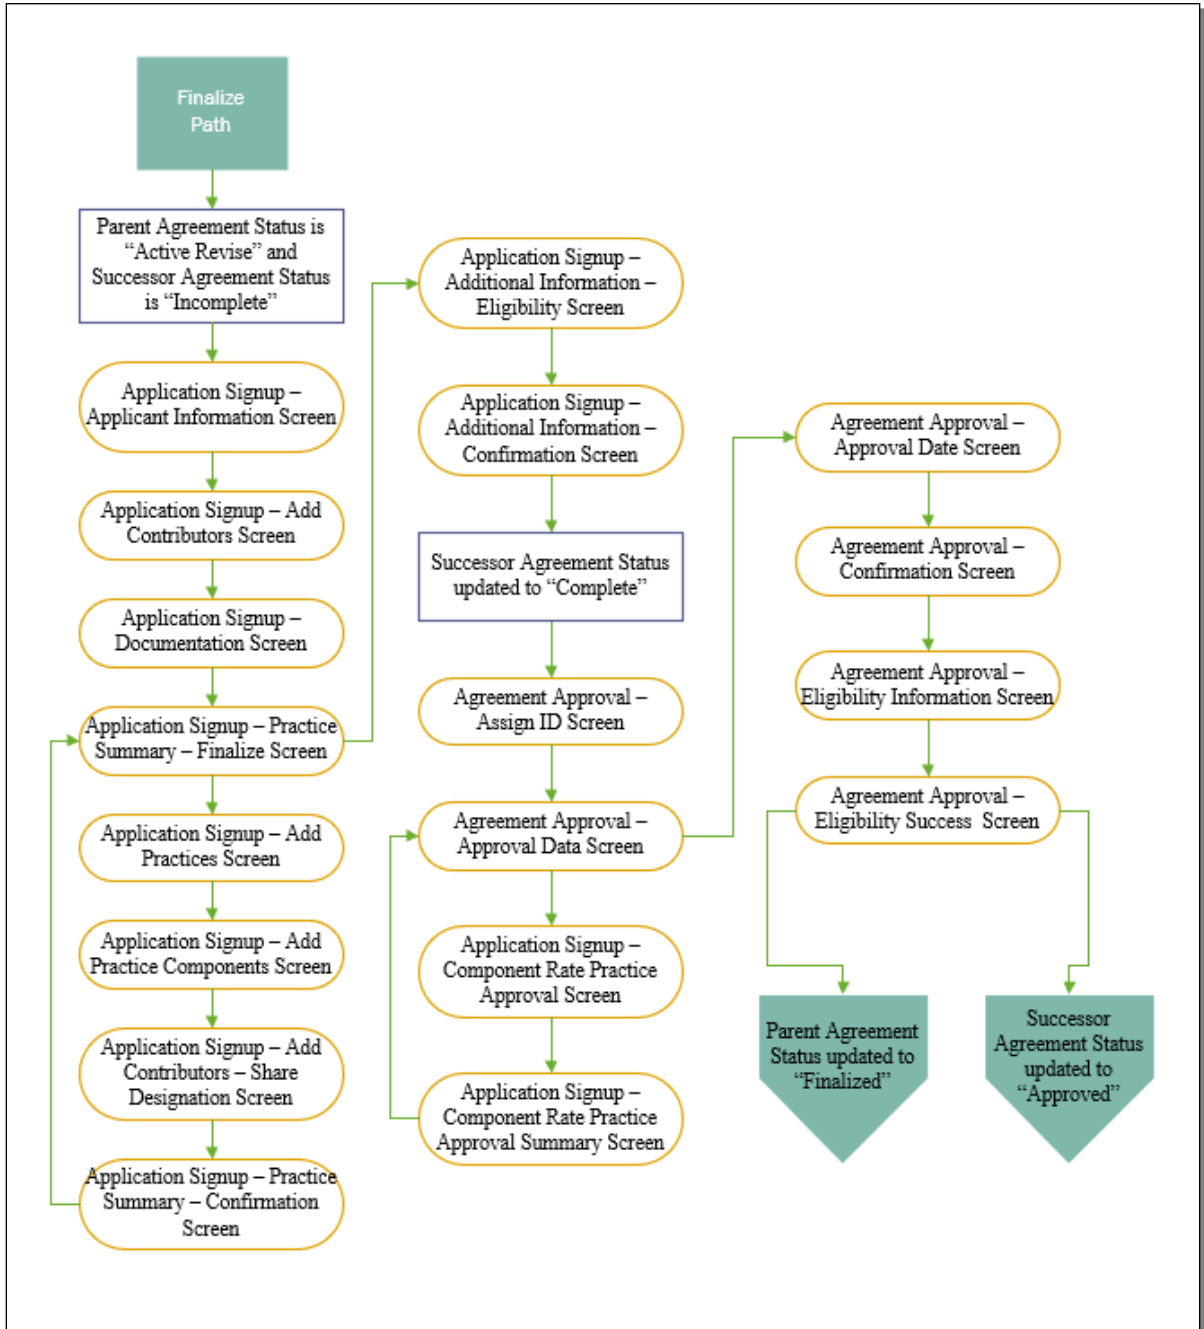 Finalize
Path
Parent Agreement Status is
“Active Revise” and
Successor Agreement Status
is “Incomplete”
Application Signup –
Applicant Information Screen
Application Signup – Add
Contributors Screen
Application Signup –
Documentation Screen
Application Signup – Practice
Summary – Finalize Screen
Application Signup – Add
Practices Screen
Application Signup – Add
Practice Components Screen
Application Signup – Add
Contributors – Share
Designation Screen
Application Signup – Practice
Summary – Confirmation
Screen
Application Signup –
Additional Information –
Eligibility Screen
Application Signup –
Additional Information –
Confirmation Screen
Successor Agreement Status
updated to “Complete”
Agreement Approval –
Assign ID Screen
Agreement Approval –
Approval Data Screen
Application Signup –
Component Rate Practice
Approval Screen
Application Signup –
Component Rate Practice
Approval Summary Screen
Agreement Approval –
Approval Date Screen
Agreement Approval –
Confirmation Screen
Agreement Approval –
Eligibility Information Screen
Agreement Approval –
Eligibility Success Screen
Parent Agreement
Status updated to
“Finalized”
Successor
Agreement Status
updated to
“Approved”